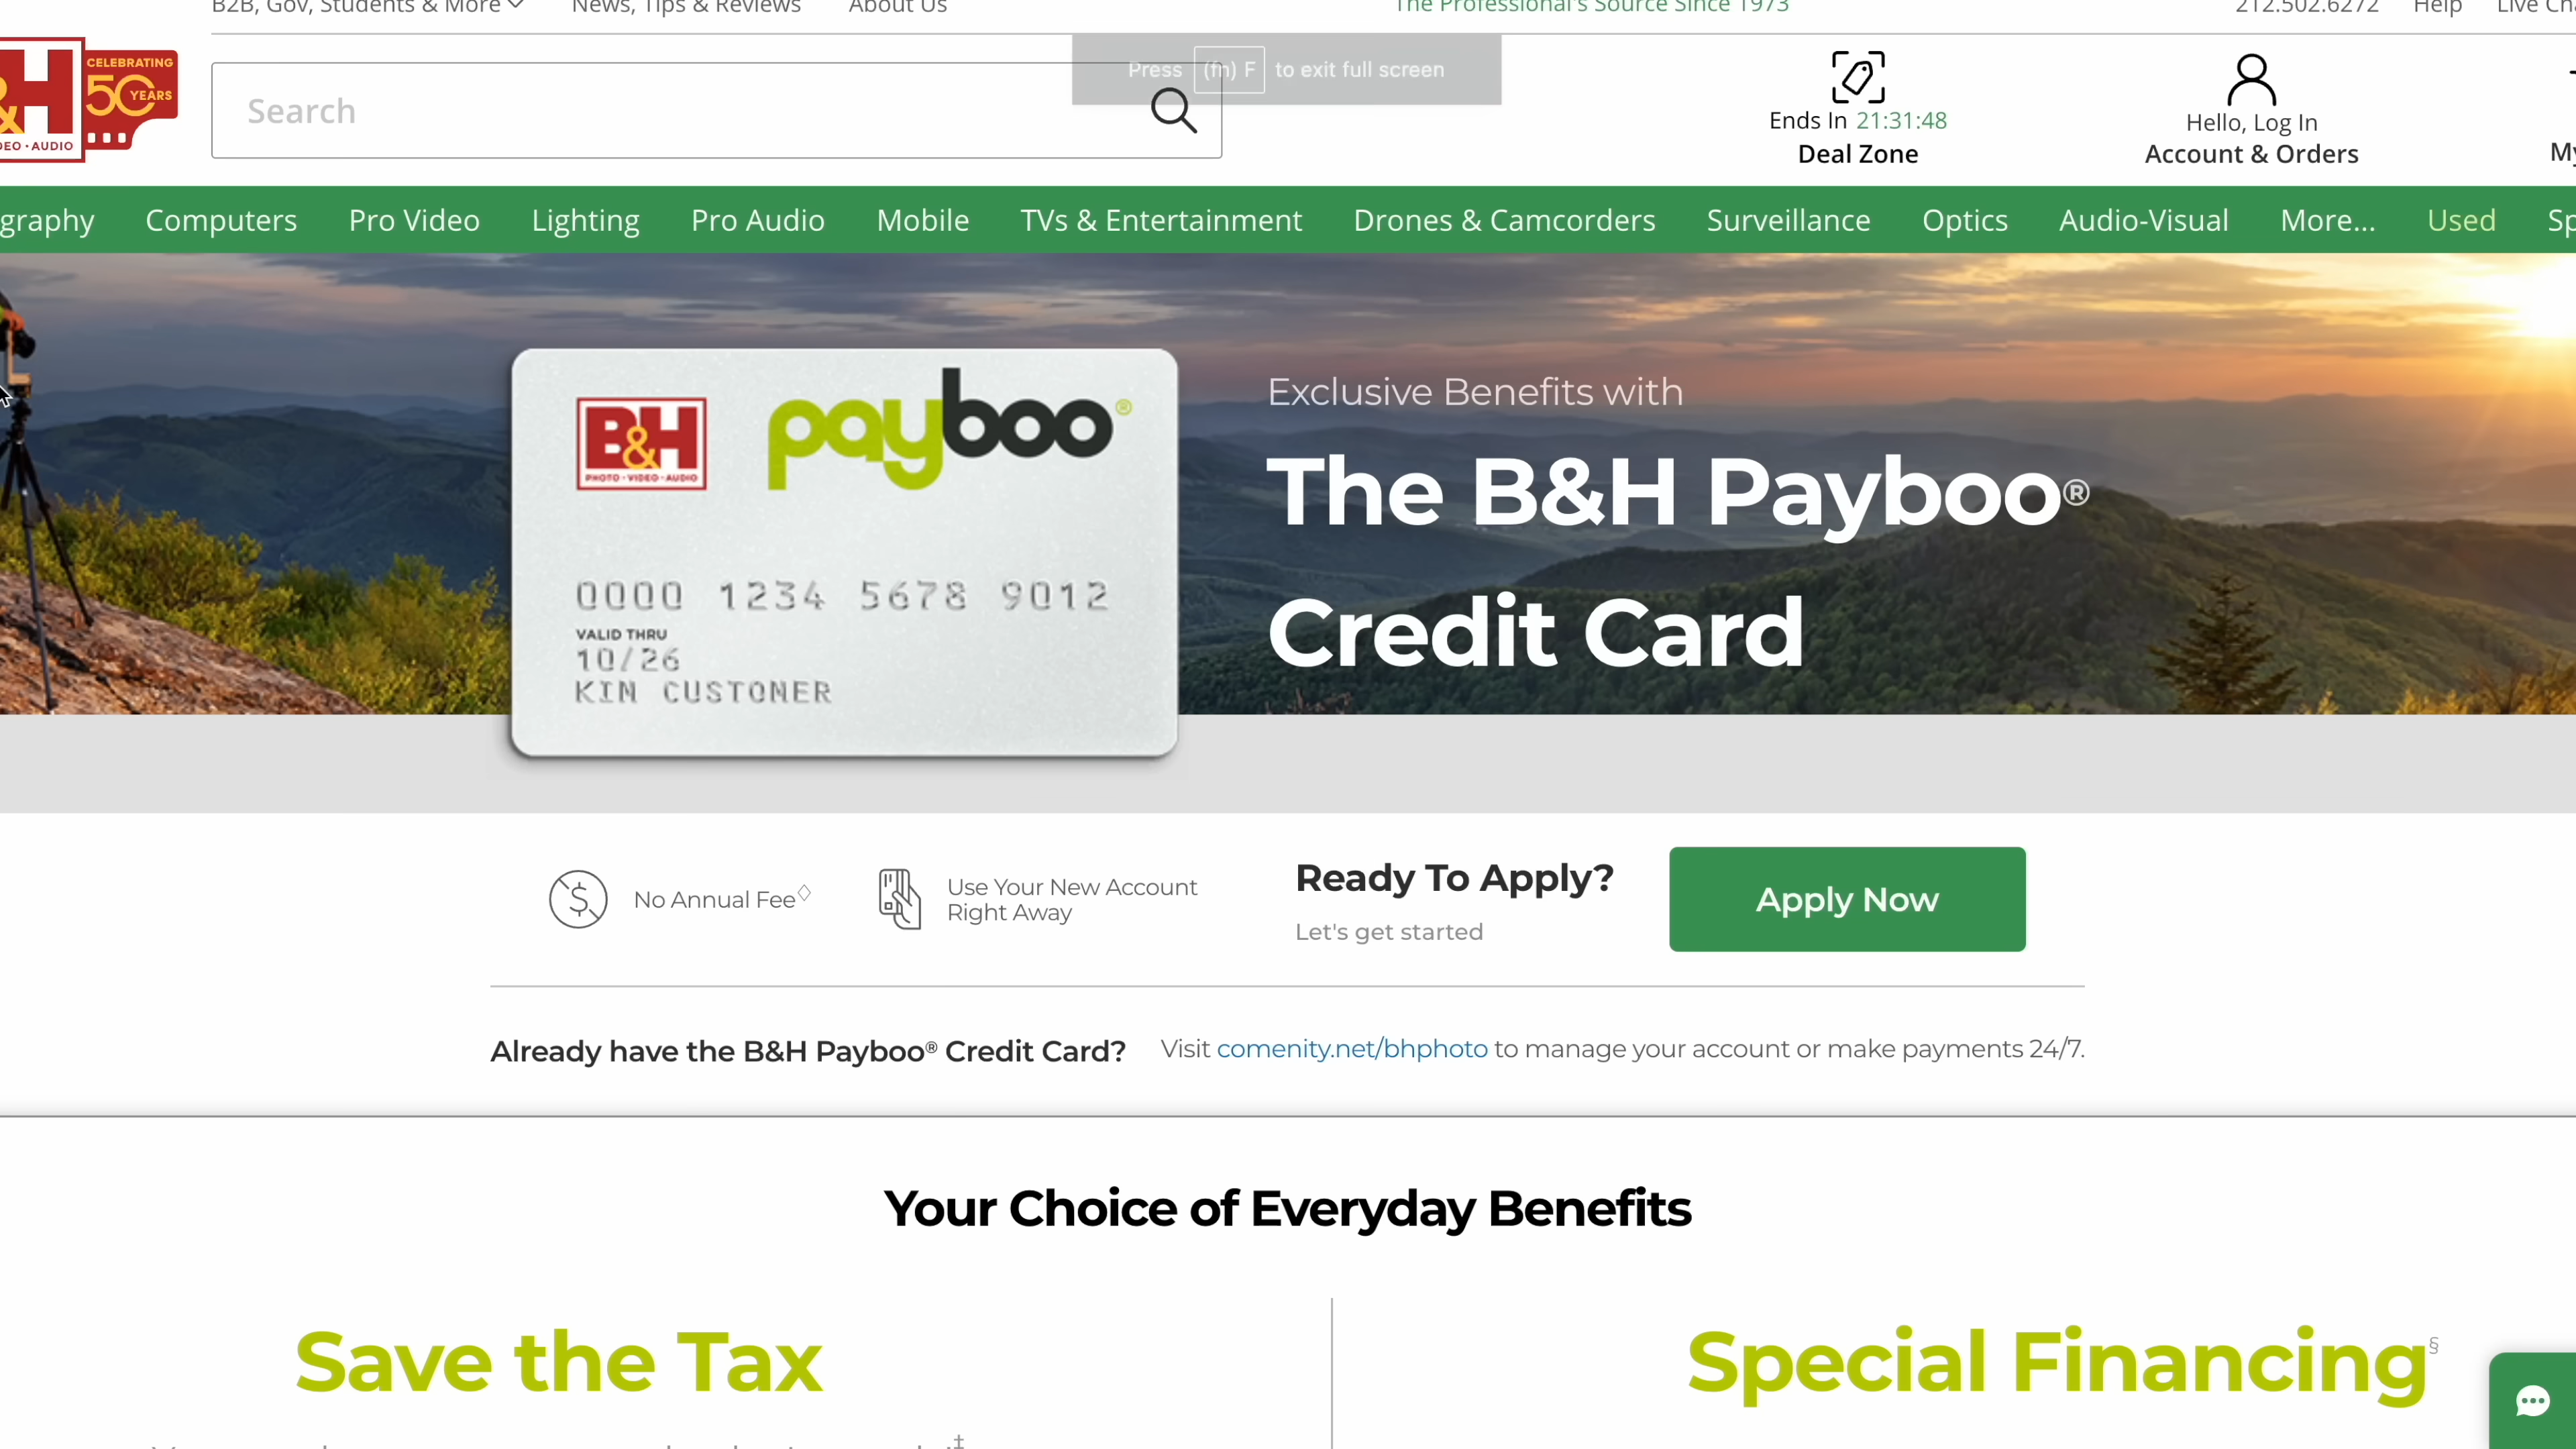 B2B, Gov, Students & More
News, Tips & Reviews
About Us
The Professional's Source Since 1973
212.502.6272
Help
Live
Press (fn) F to exit full screen
&H
CELEBRATING
50 YEARS
AUDIO
Search
Ends In 21:31:48
Deal Zone
Hello, Log In
Account & Orders
My
graphy
Computers
Pro Video
Lighting
Pro Audio
Mobile
TVs & Entertainment
Drones & Camcorders
Surveillance
Optics
Audio-Visual
More...
Used
Sp
B&H
PHOTO · VIDEO · AUDIO
payboo®
0000 1234 5678 9012
VALID THRU
10/26
KIM CUSTOMER
Exclusive Benefits with
The B&H Payboo®
Credit Card
No Annual Fee◊
Use Your New Account
Right Away
Ready To Apply?
Let's get started
Apply Now
Already have the B&H Payboo® Credit Card? Visit comenity.net/bhphoto to manage your account or make payments 24/7.
Your Choice of Everyday Benefits
Save the Tax
Special Financing§